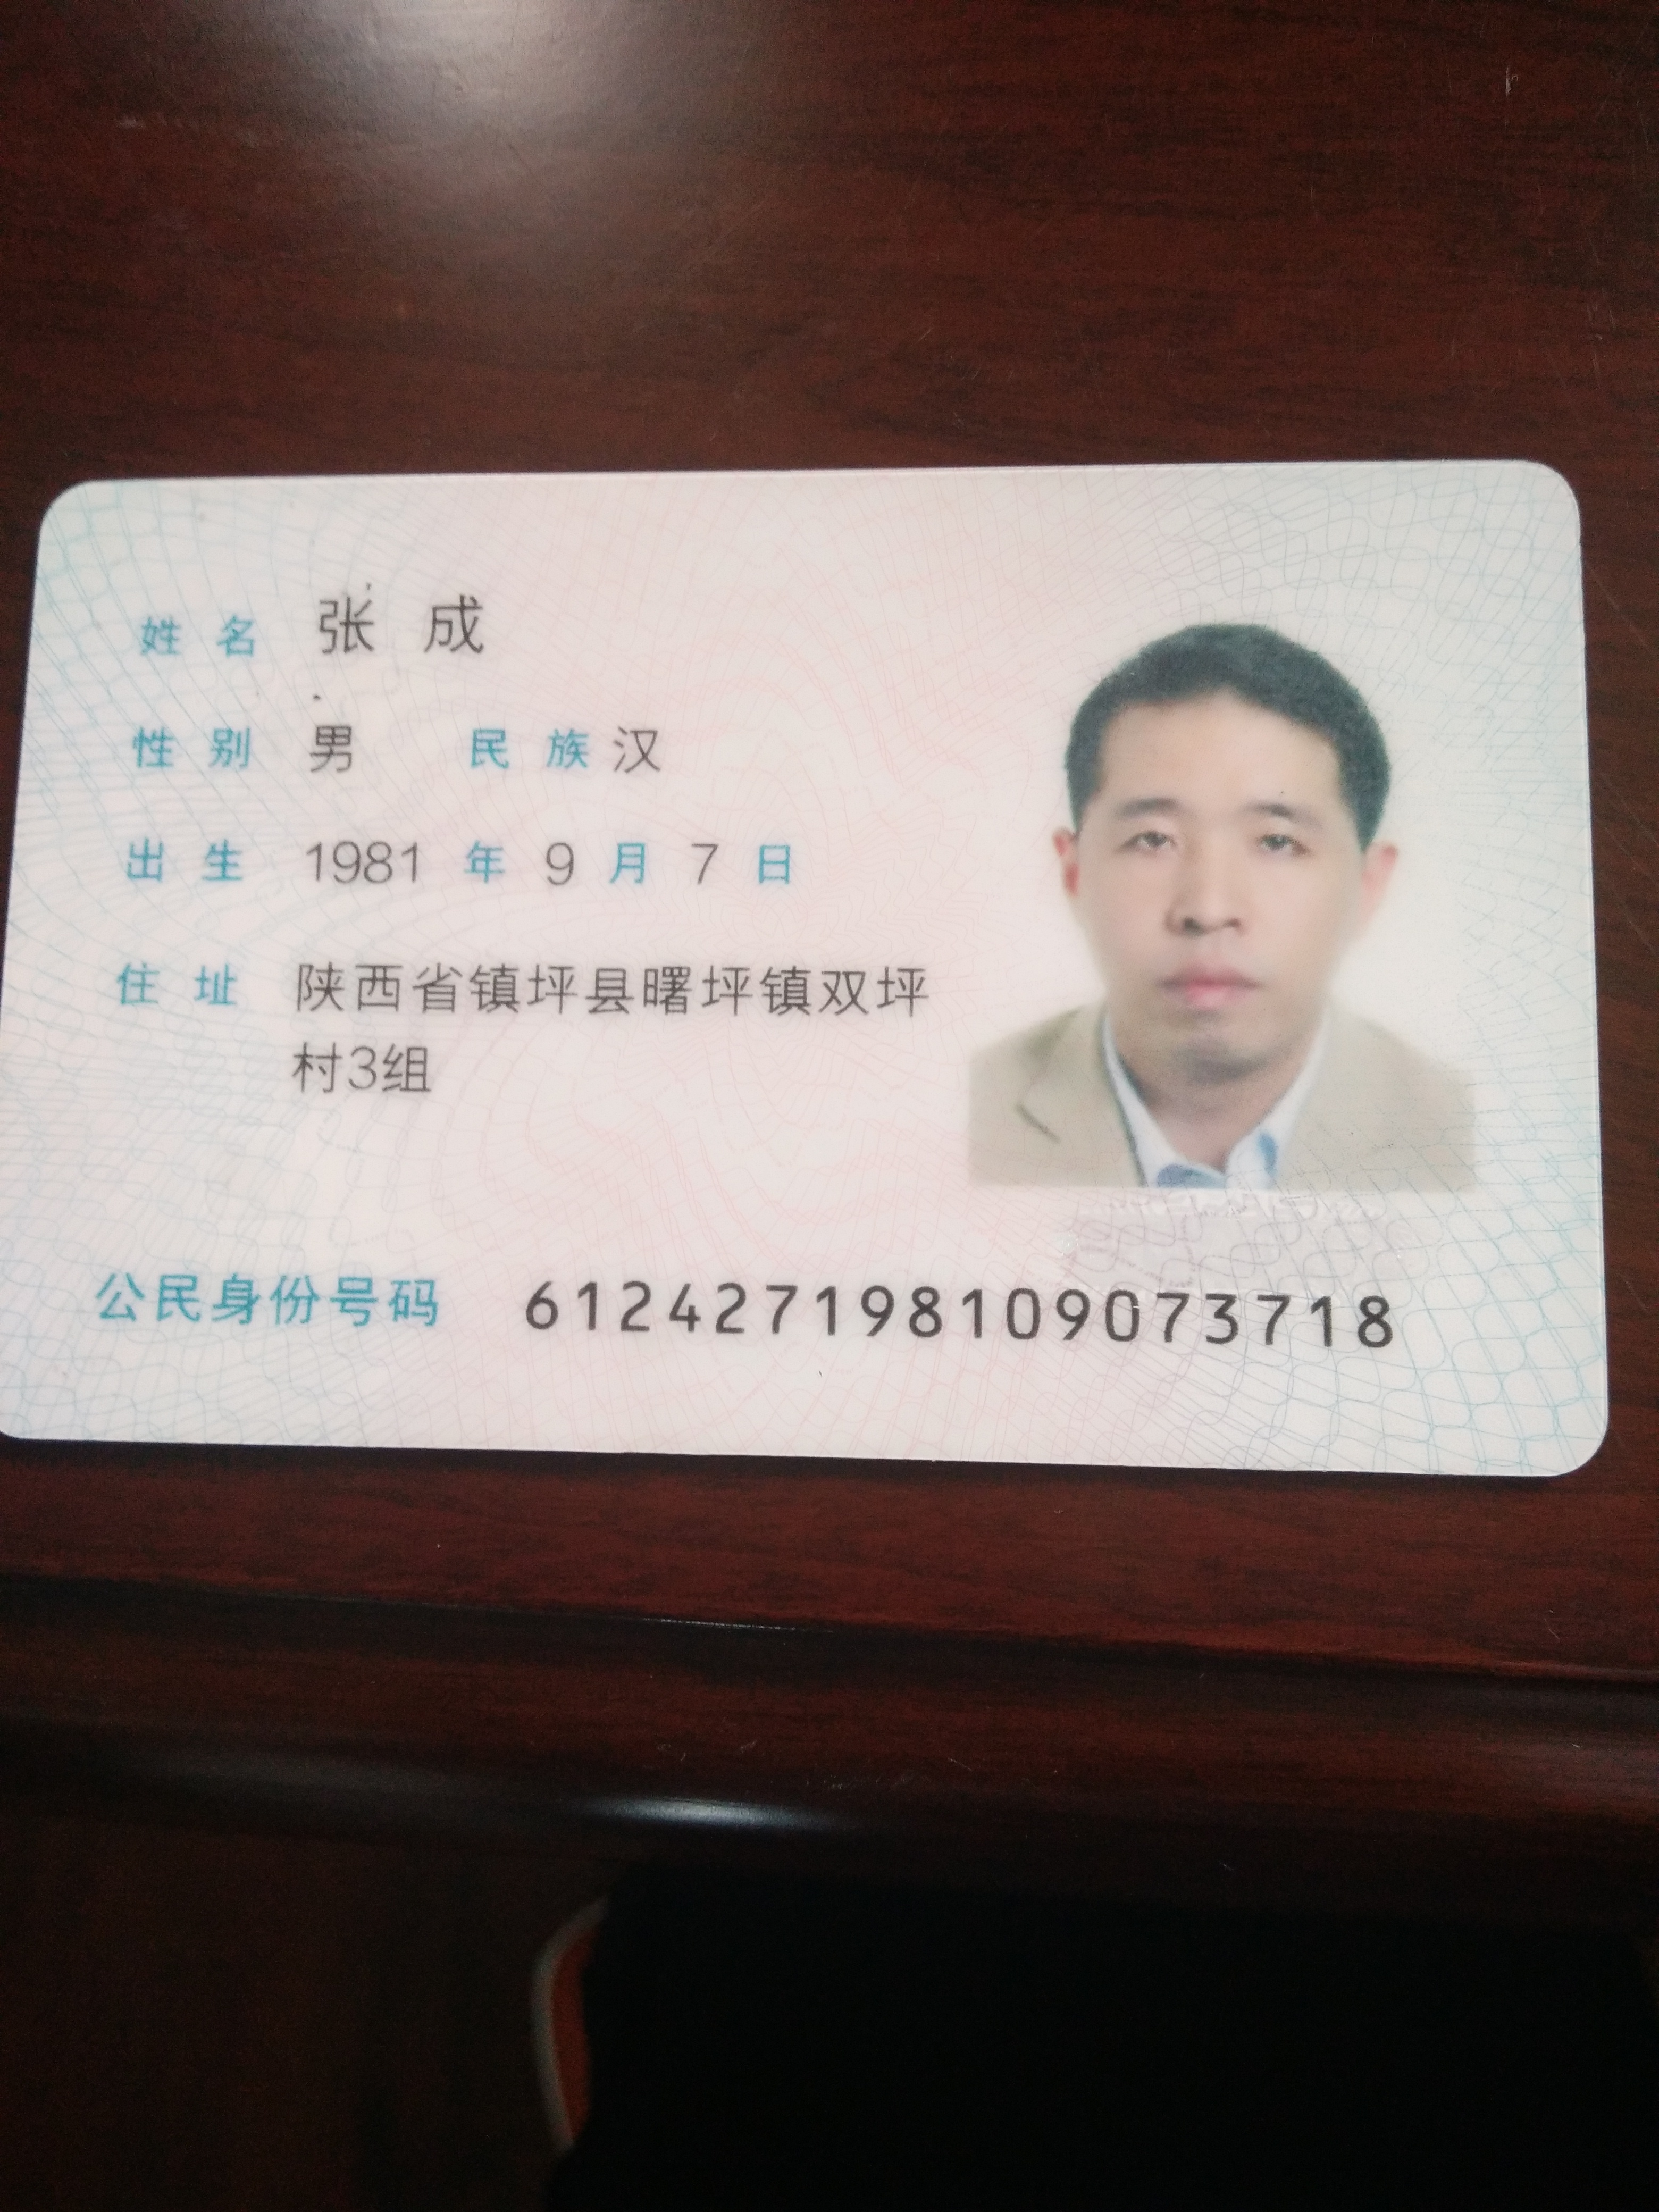 姓名 张成
性别 男 民族 汉
出生 1981 年 9 月 7 日
住址 陕西省镇坪县曙坪镇双坪
村3组
公民身份号码 612427198109073718